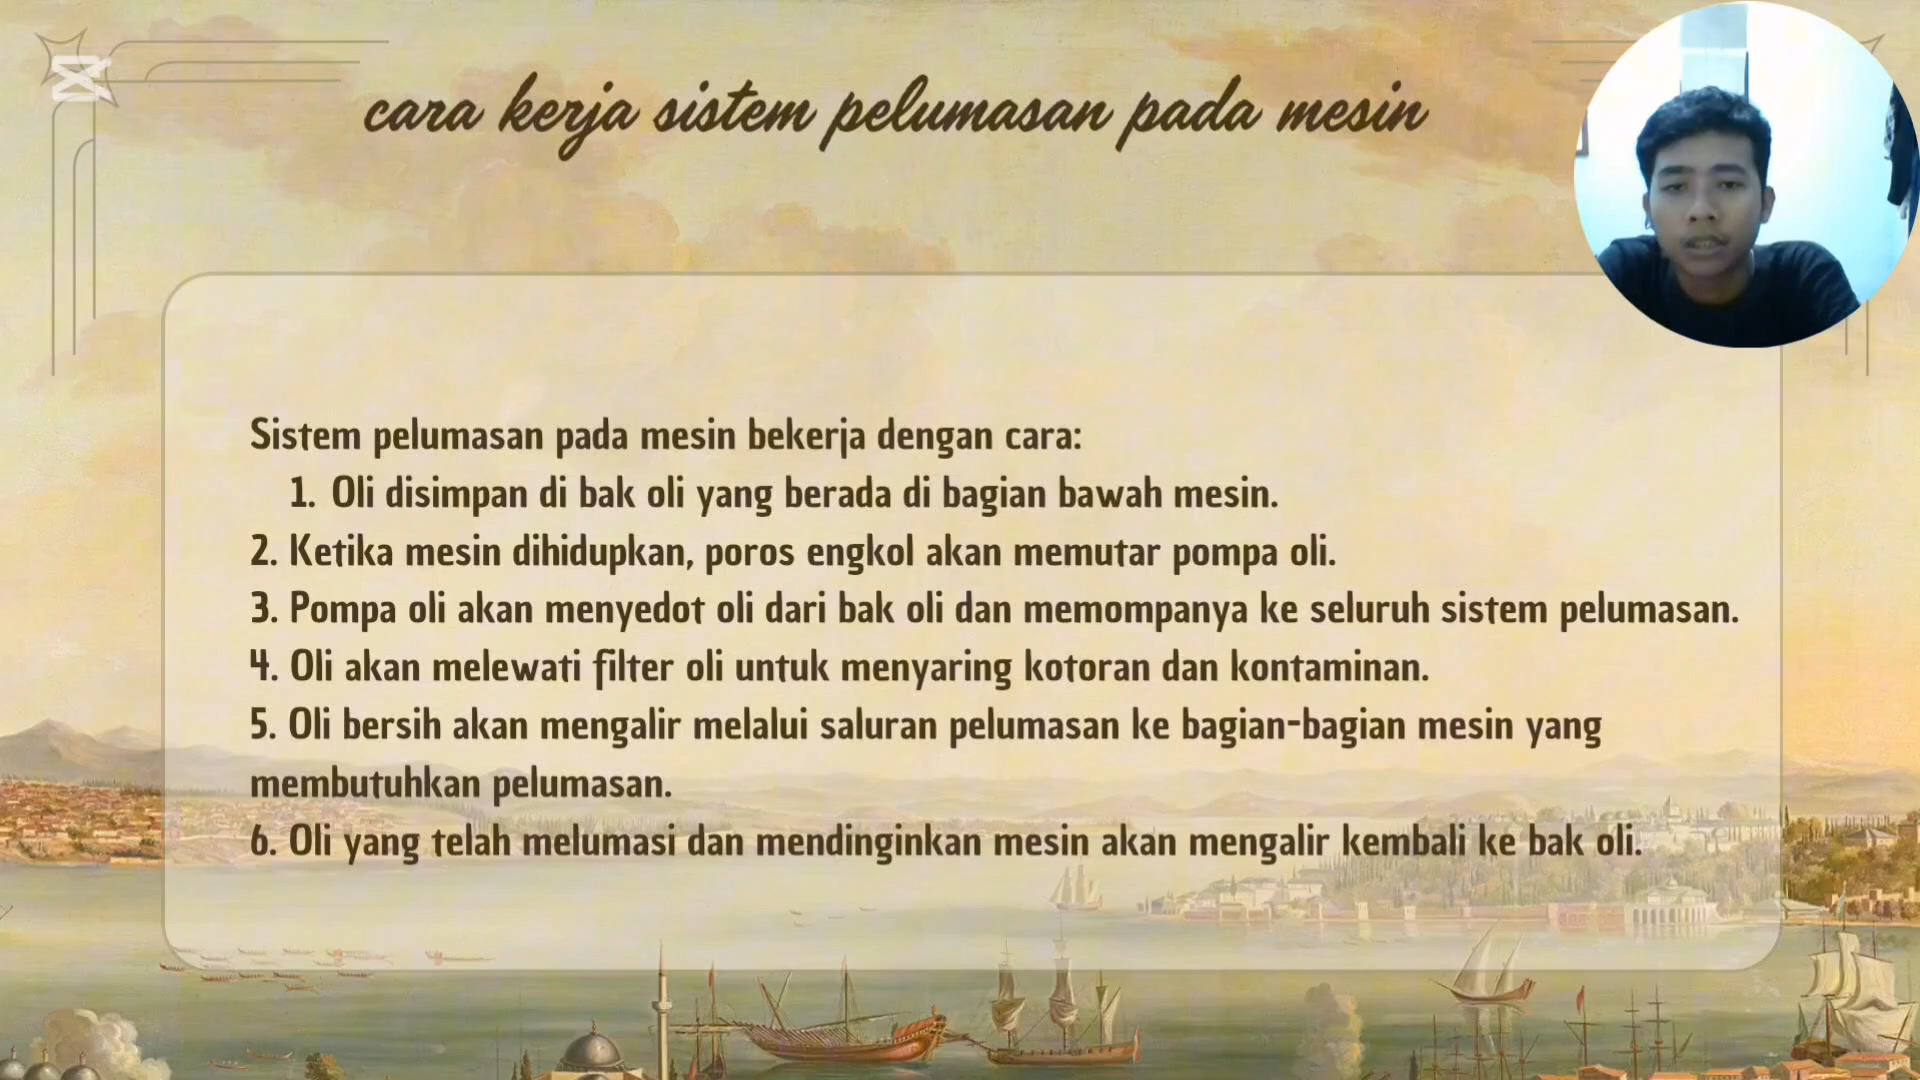 cara kerja sistem pelumasan pada mesin
Sistem pelumasan pada mesin bekerja dengan cara:
1. Oli disimpan di bak oli yang berada di bagian bawah mesin.
2. Ketika mesin dihidupkan, poros engkol akan memutar pompa oli.
3. Pompa oli akan menyedot oli dari bak oli dan memompanya ke seluruh sistem pelumasan.
4. Oli akan melewati filter oli untuk menyaring kotoran dan kontaminan.
5. Oli bersih akan mengalir melalui saluran pelumasan ke bagian-bagian mesin yang
membutuhkan pelumasan.
6. Oli yang telah melumasi dan mendinginkan mesin akan mengalir kembali ke bak oli.